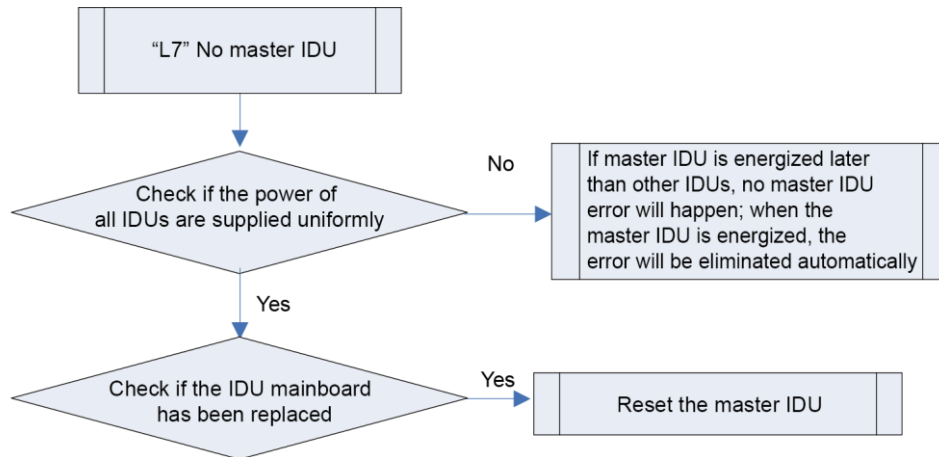 “L7” No master IDU
Check if the power of
all IDUs are supplied uniformly
No
If master IDU is energized later
than other IDUs, no master IDU
error will happen; when the
master IDU is energized, the
error will be eliminated automatically
Yes
Check if the IDU mainboard
has been replaced
Yes
Reset the master IDU